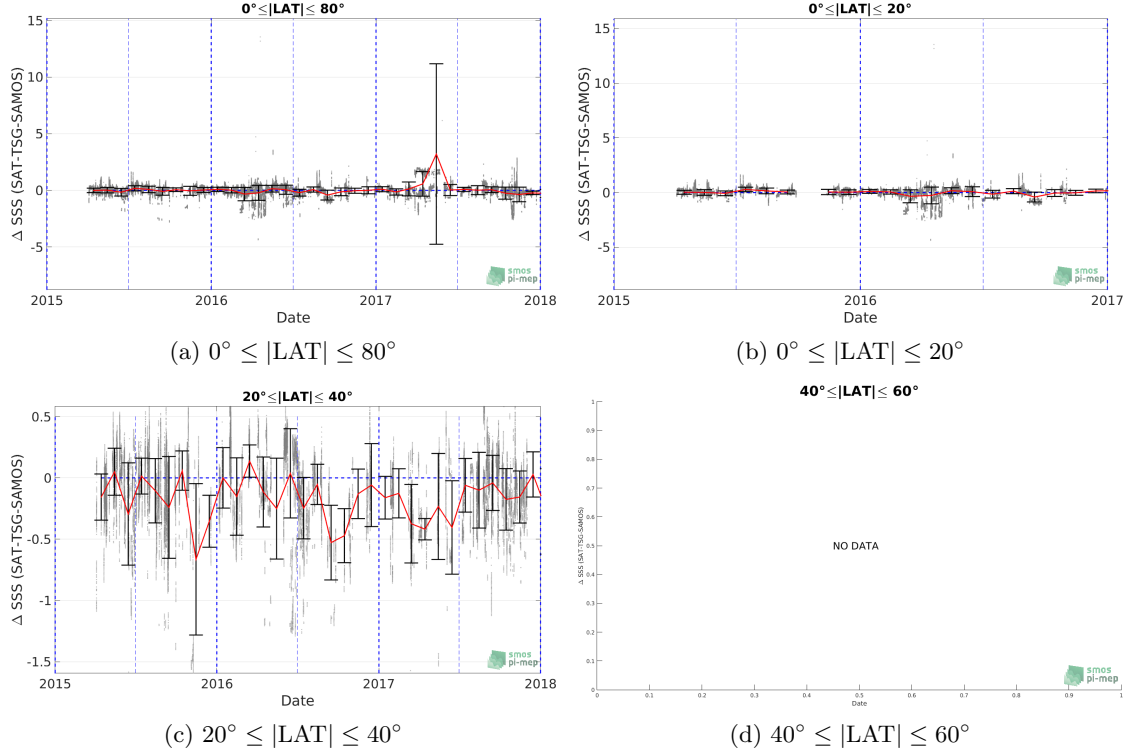 0°≤|LAT|≤ 80°
Δ SSS (SAT-TSG-SAMOS)
15
10
5
0
-5
2015
2016
2017
2018
Date
smos
pi-mep
(a) 0° ≤ |LAT| ≤ 80°
0°≤|LAT|≤ 20°
Δ SSS (SAT-TSG-SAMOS)
15
10
5
0
-5
2015
2016
2017
Date
smos
pi-mep
(b) 0° ≤ |LAT| ≤ 20°
20°≤|LAT|≤ 40°
Δ SSS (SAT-TSG-SAMOS)
0.5
0
-0.5
-1
-1.5
2015
2016
2017
2018
Date
smos
pi-mep
(c) 20° ≤ |LAT| ≤ 40°
40°≤|LAT|≤ 60°
Δ SSS (SAT-TSG-SAMOS)
1
0.9
0.8
0.7
0.6
0.5
0.4
0.3
0.2
0.1
0
NO DATA
0
0.1
0.2
0.3
0.4
0.5
0.6
0.7
0.8
0.9
1
Date
smos
pi-mep
(d) 40° ≤ |LAT| ≤ 60°